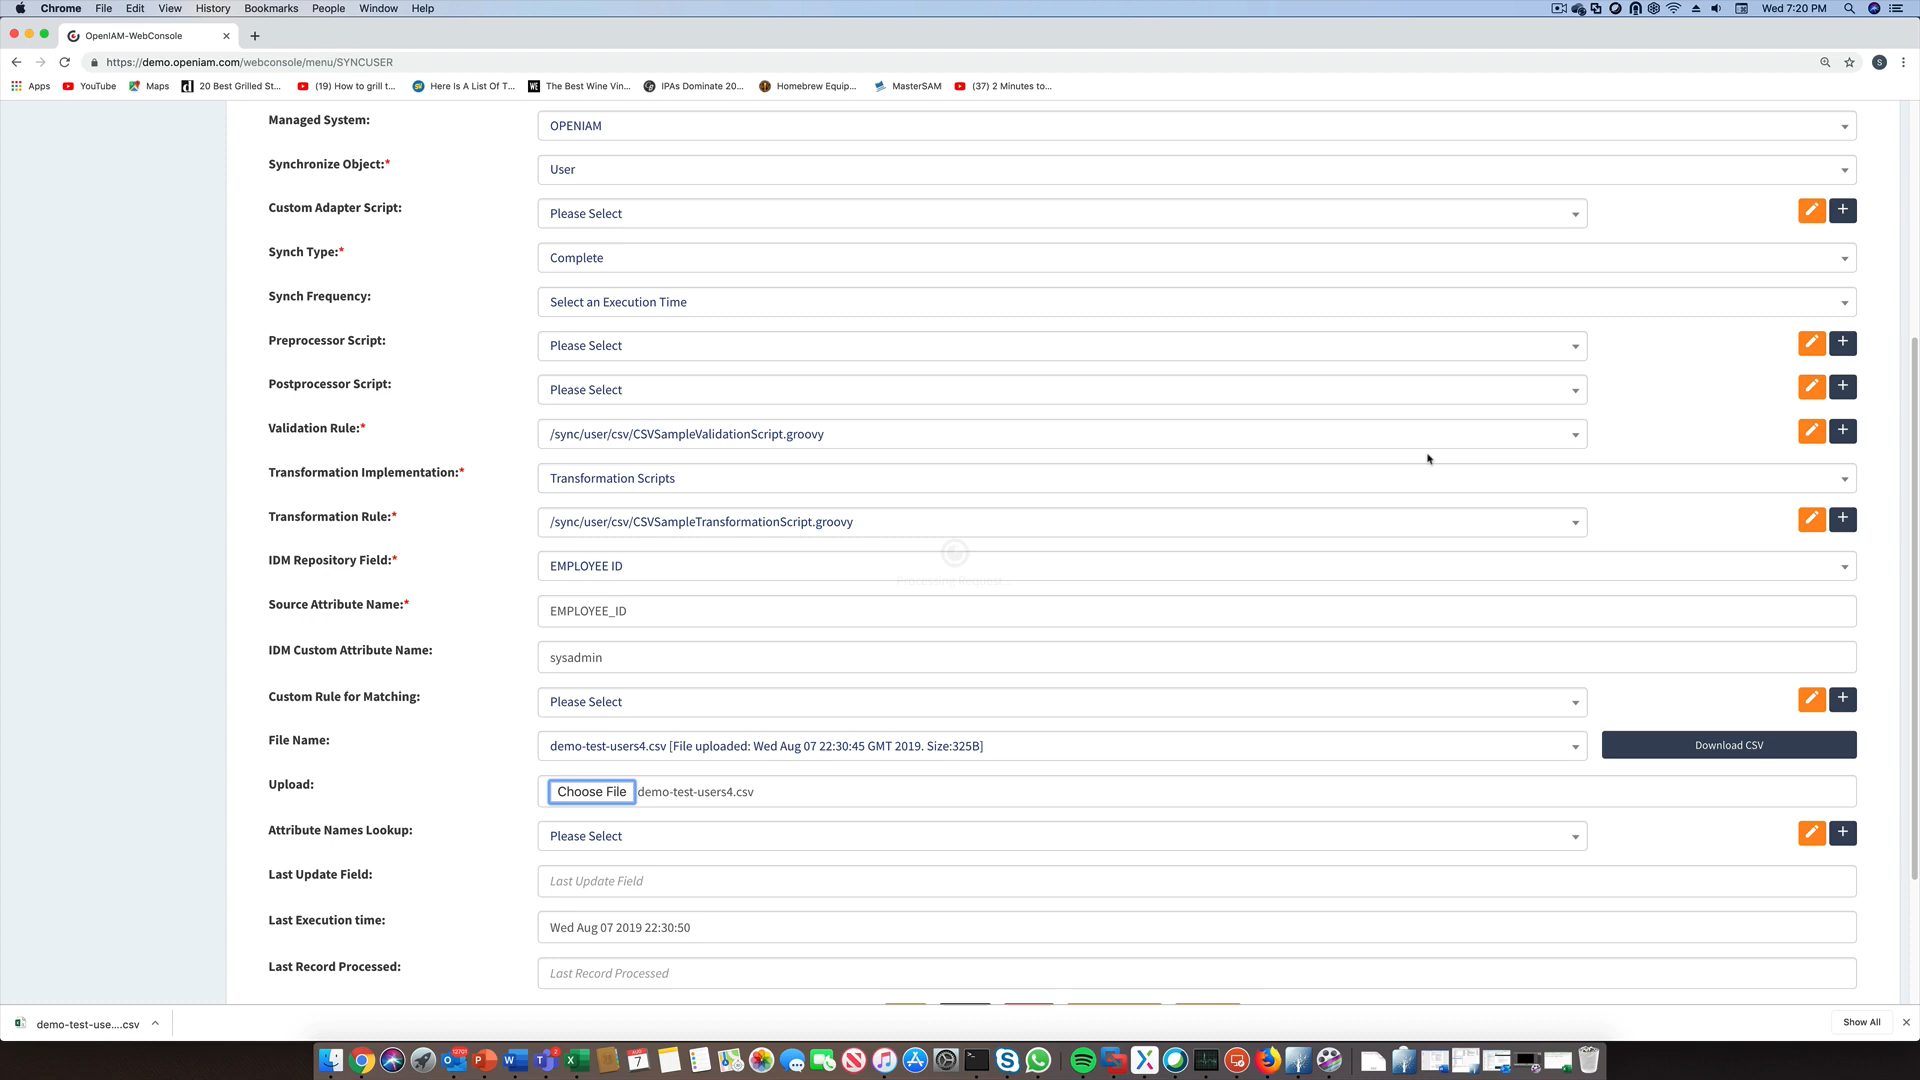 Chrome File Edit View History Bookmarks People Window Help
Wed 7:20 PM
OpenIAM-WebConsole
https://demo.openiam.com/webconsole/menu/SYNCUSER
S
Apps YouTube Maps 20 Best Grilled St... (19) How to grill t... Here Is A List Of T... The Best Wine Vin... IPAs Dominate 20... Homebrew Equip... MasterSAM (37) 2 Minutes to...
Managed System: OPENIAM
Synchronize Object:* User
Custom Adapter Script: Please Select
Synch Type:* Complete
Synch Frequency: Select an Execution Time
Preprocessor Script: Please Select
Postprocessor Script: Please Select
Validation Rule:* /sync/user/csv/CSVSampleValidationScript.groovy
Transformation Implementation:* Transformation Scripts
Transformation Rule:* /sync/user/csv/CSVSampleTransformationScript.groovy
IDM Repository Field:* EMPLOYEE ID
Processing Request...
Source Attribute Name:* EMPLOYEE_ID
IDM Custom Attribute Name: sysadmin
Custom Rule for Matching: Please Select
File Name: demo-test-users4.csv [File uploaded: Wed Aug 07 22:30:45 GMT 2019. Size:325B] Download CSV
Upload: Choose File demo-test-users4.csv
Attribute Names Lookup: Please Select
Last Update Field: Last Update Field
Last Execution time: Wed Aug 07 2019 22:30:50
Last Record Processed: Last Record Processed
demo-test-use....csv
Show All